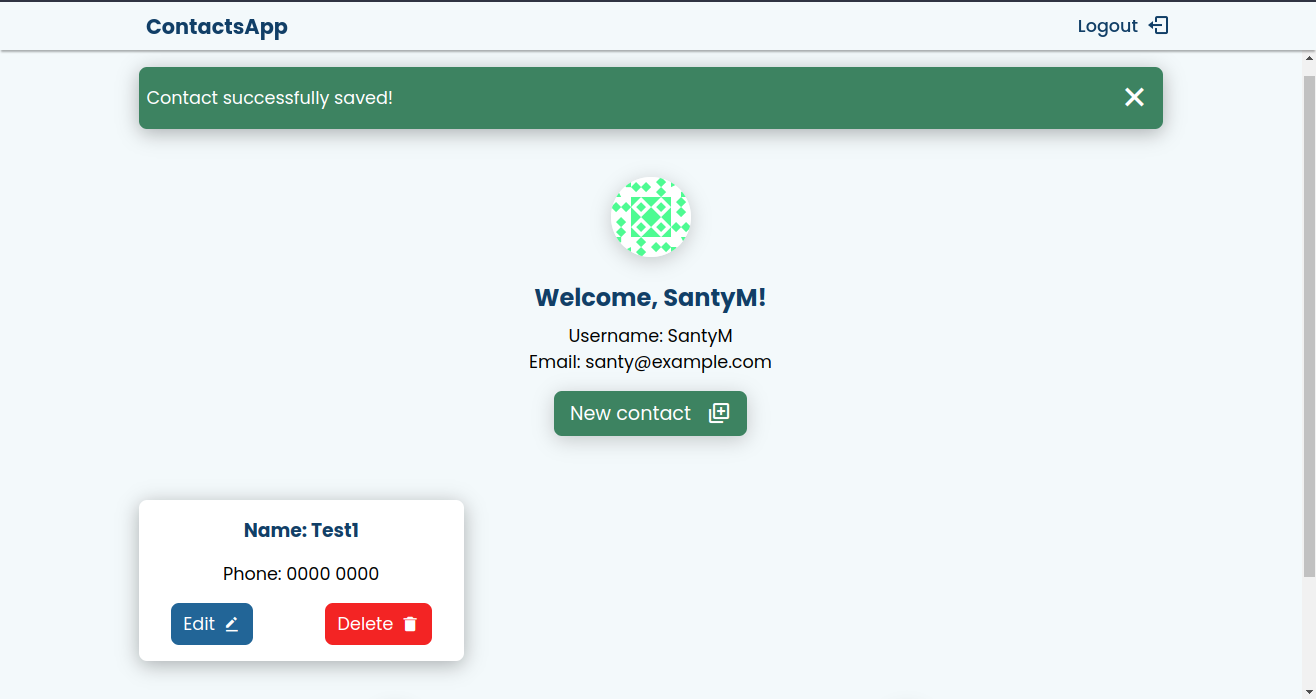 ContactsApp
Logout
Contact successfully saved!
Welcome, SantyM!
Username: SantyM
Email: santy@example.com
New contact
Name: Test1
Phone: 0000 0000
Edit
Delete